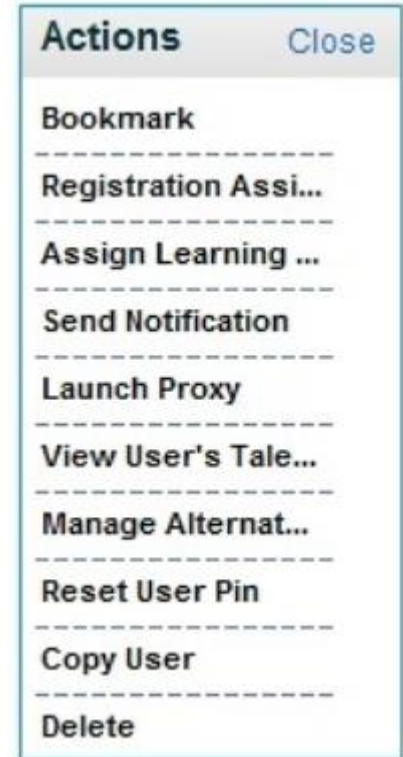 Actions Close
Bookmark
Registration Assi...
Assign Learning ...
Send Notification
Launch Proxy
View User's Tale...
Manage Alternat...
Reset User Pin
Copy User
Delete